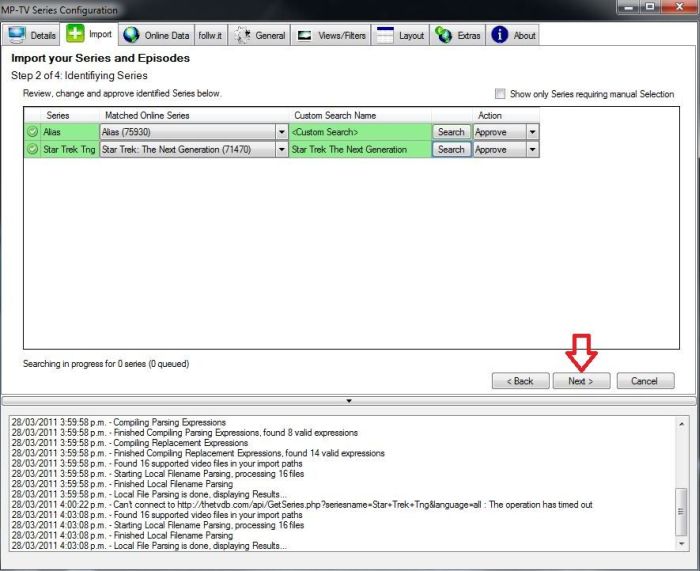 MP-TV Series Configuration
Details Import Online Data follw.it General Views/Filters Layout Extras About
Import your Series and Episodes
Step 2 of 4: Identifiying Series
Review, change and approve identified Series below.
Show only Series requiring manual Selection
Series Matched Online Series Custom Search Name Action
Alias Alias (75930) <Custom Search> Search Approve
Star Trek Tng Star Trek: The Next Generation (71470) Star Trek The Next Generation Search Approve
Searching in progress for 0 series (0 queued)
< Back Next > Cancel
28/03/2011 3:59:58 p.m. - Compiling Parsing Expressions
28/03/2011 3:59:58 p.m. - Finished Compiling Parsing Expressions, found 8 valid expressions
28/03/2011 3:59:58 p.m. - Compiling Replacement Expressions
28/03/2011 3:59:58 p.m. - Finished Compiling Replacement Expressions, found 14 valid expressions
28/03/2011 3:59:58 p.m. - Found 16 supported video files in your import paths
28/03/2011 3:59:58 p.m. - Starting Local Filename Parsing, processing 16 files
28/03/2011 3:59:58 p.m. - Finished Local Filename Parsing
28/03/2011 3:59:58 p.m. - Local File Parsing is done, displaying Results...
28/03/2011 4:00:22 p.m. - Can't connect to http://thetvdb.com/api/GetSeries.php?seriesname=Star+Trek+Tng&language=all : The operation has timed out
28/03/2011 4:03:08 p.m. - Found 16 supported video files in your import paths
28/03/2011 4:03:08 p.m. - Starting Local Filename Parsing, processing 16 files
28/03/2011 4:03:08 p.m. - Finished Local Filename Parsing
28/03/2011 4:03:08 p.m. - Local File Parsing is done, displaying Results...